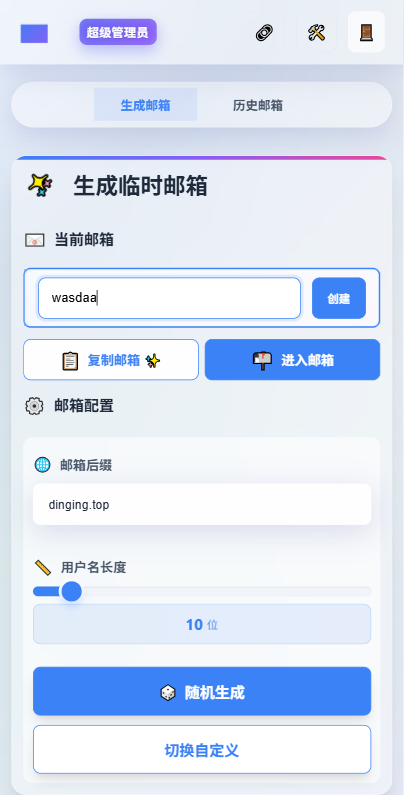 超级管理员
生成邮箱 历史邮箱
生成临时邮箱
当前邮箱
wasdaa 创建
复制邮箱 进入邮箱
邮箱配置
邮箱后缀
dinging.top
用户名长度
10 位
随机生成
切换自定义